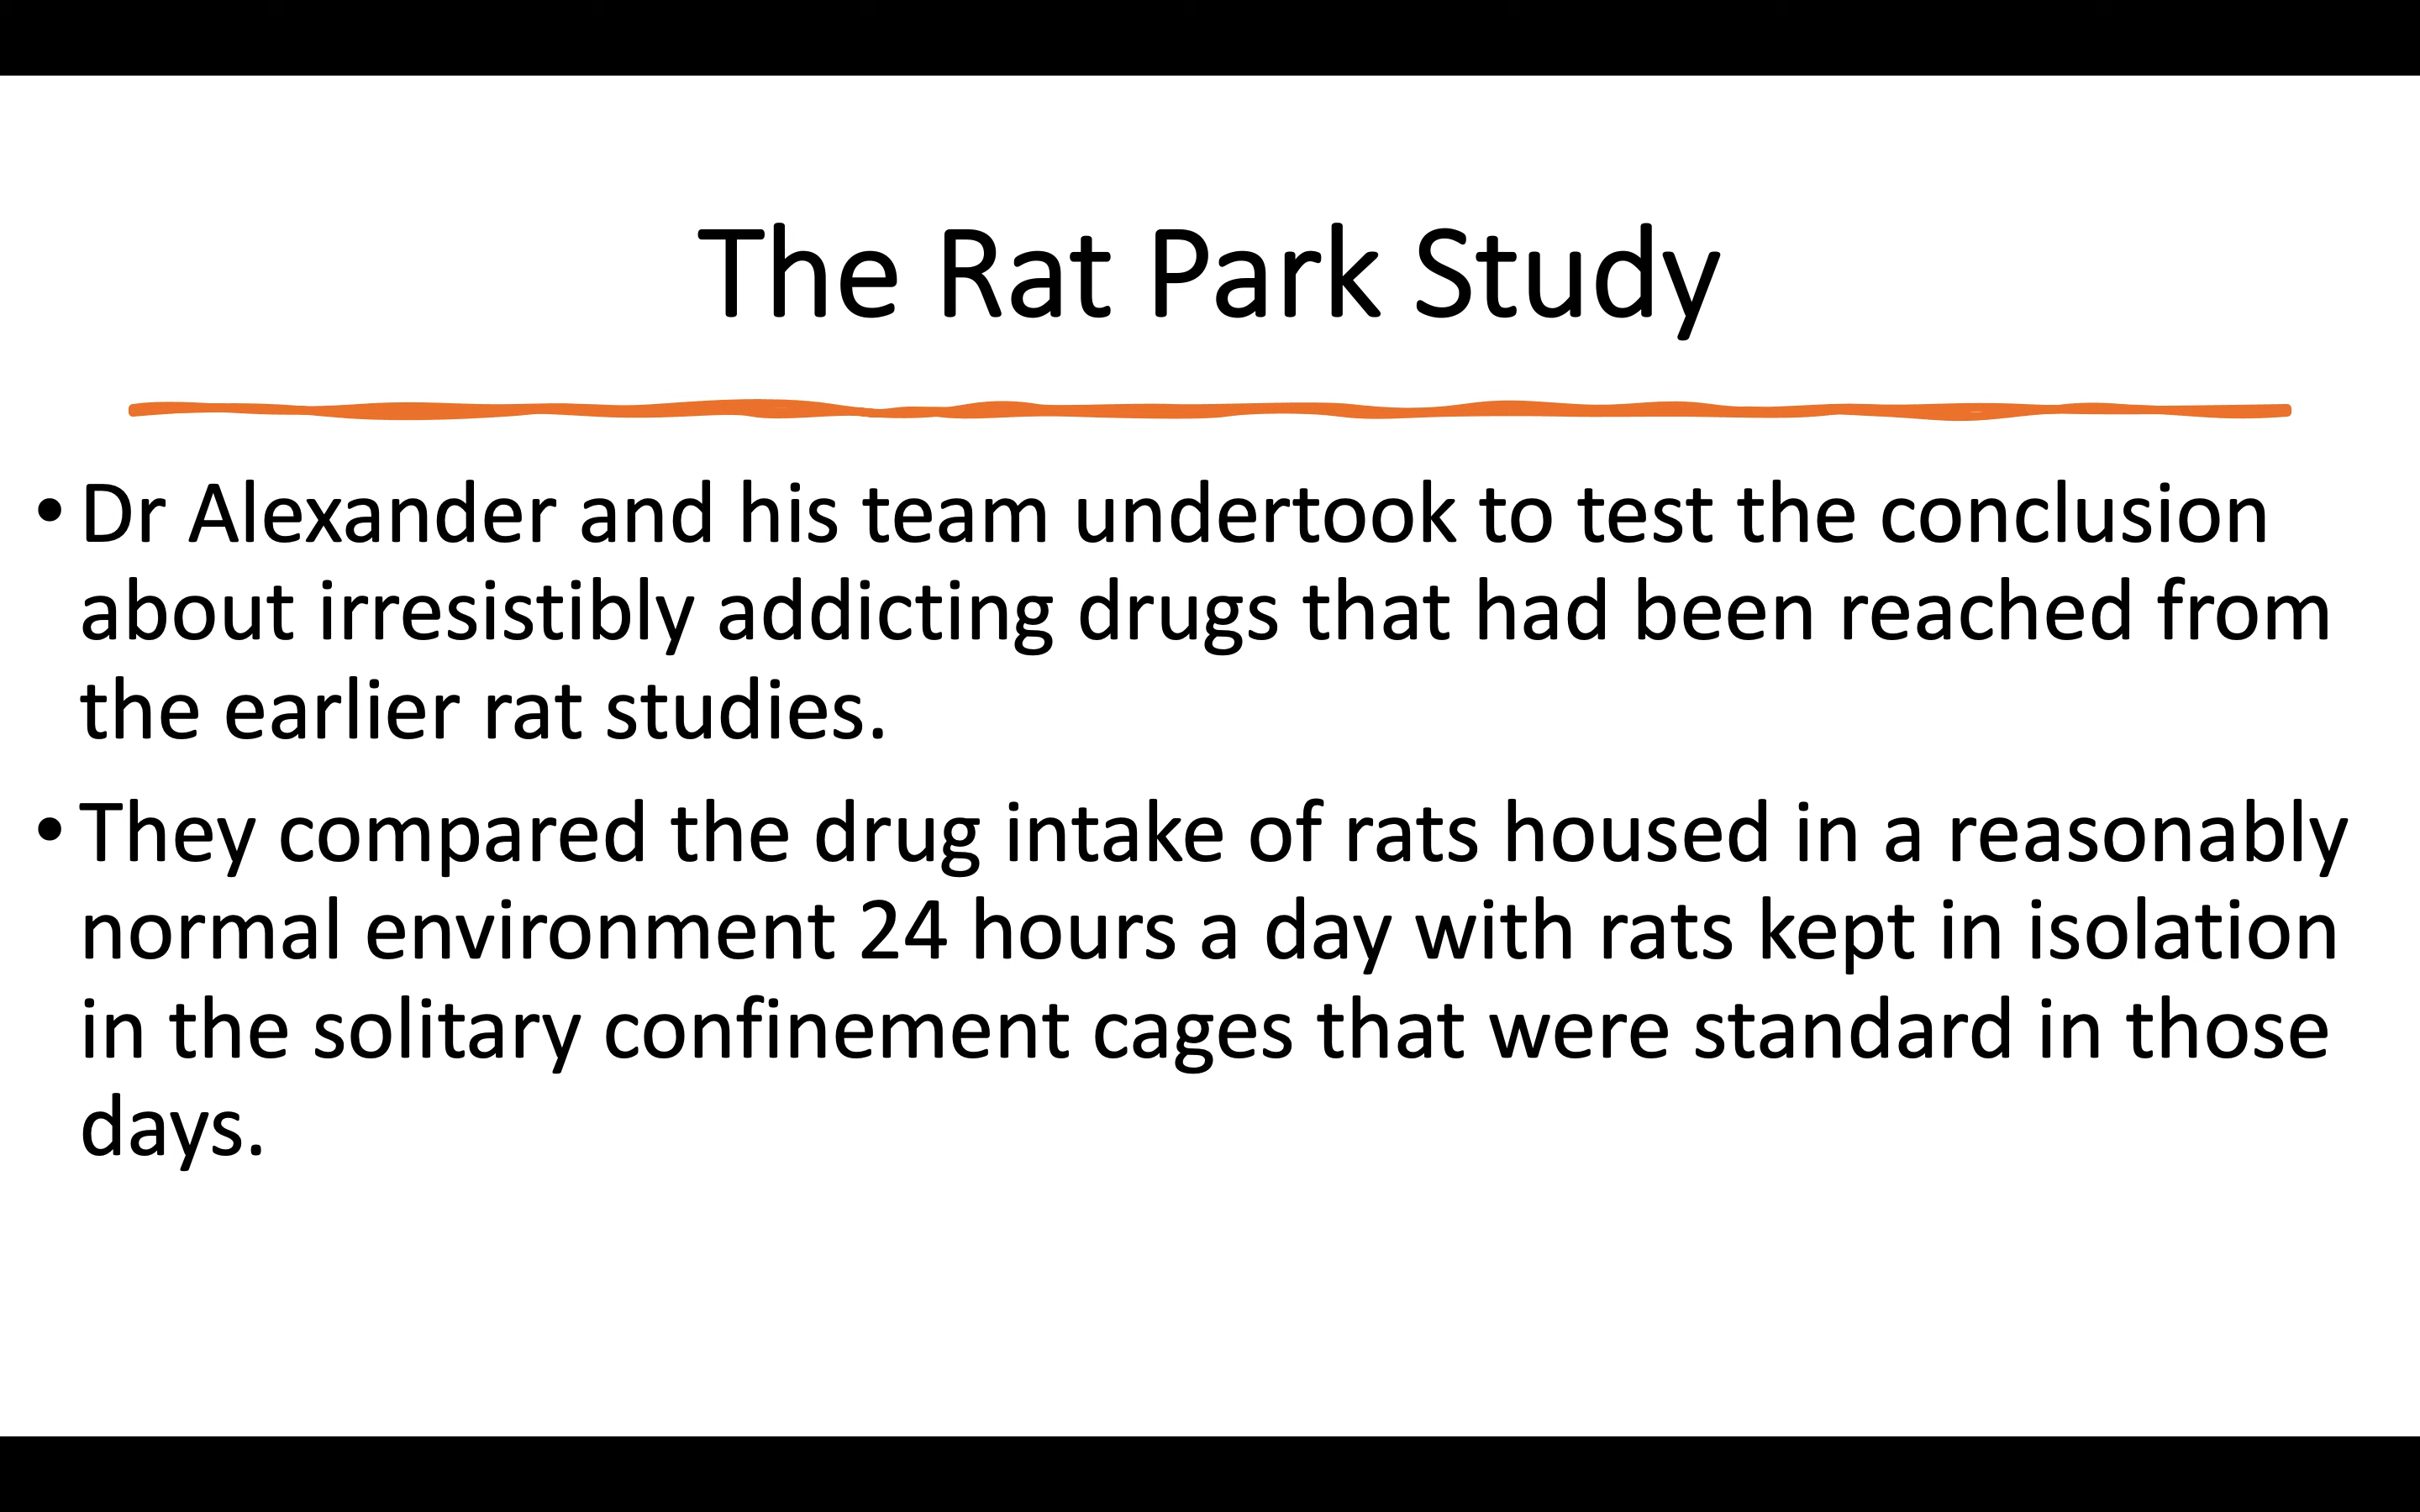 The Rat Park Study
• Dr Alexander and his team undertook to test the conclusion
about irresistibly addicting drugs that had been reached from
the earlier rat studies.
• They compared the drug intake of rats housed in a reasonably
normal environment 24 hours a day with rats kept in isolation
in the solitary confinement cages that were standard in those
days.